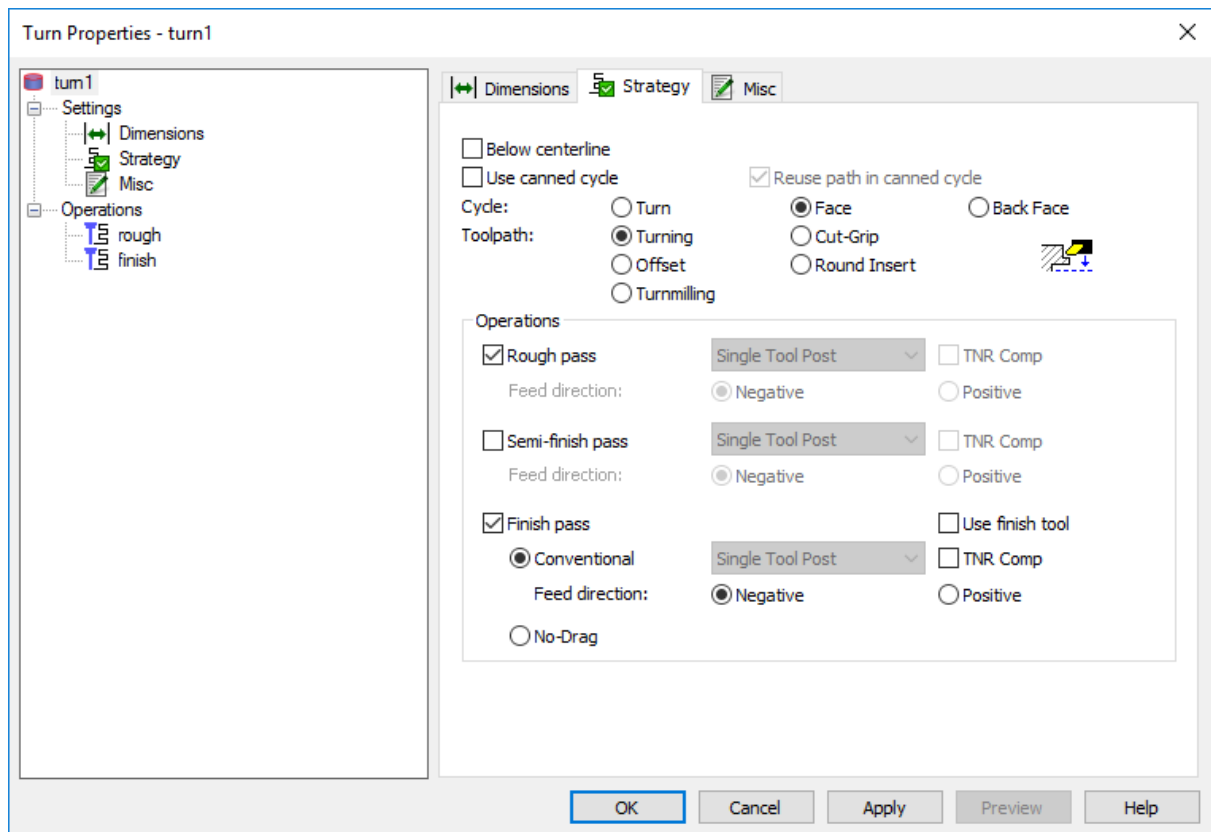 Turn Properties - turn1
turn1
Settings
Dimensions
Strategy
Misc
Operations
rough
finish
Dimensions Strategy Misc
Below centerline
Use canned cycle Reuse path in canned cycle
Cycle: Turn Face Back Face
Toolpath: Turning Cut-Grip
Offset Round Insert
Turnmilling
Operations
Rough pass Single Tool Post TNR Comp
Feed direction: Negative Positive
Semi-finish pass Single Tool Post TNR Comp
Feed direction: Negative Positive
Finish pass Use finish tool
Conventional Single Tool Post TNR Comp
Feed direction: Negative Positive
No-Drag
OK Cancel Apply Preview Help